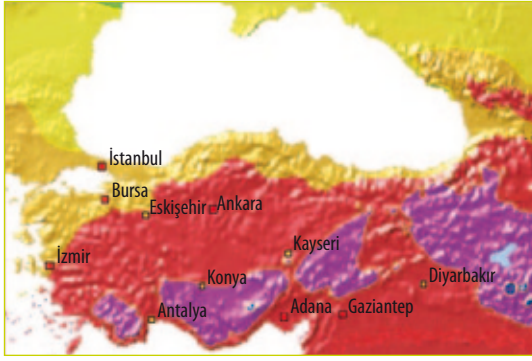 İstanbul
Bursa
Eskişehir
Ankara
İzmir
Kayseri
Konya
Diyarbakır
Antalya
Adana
Gaziantep